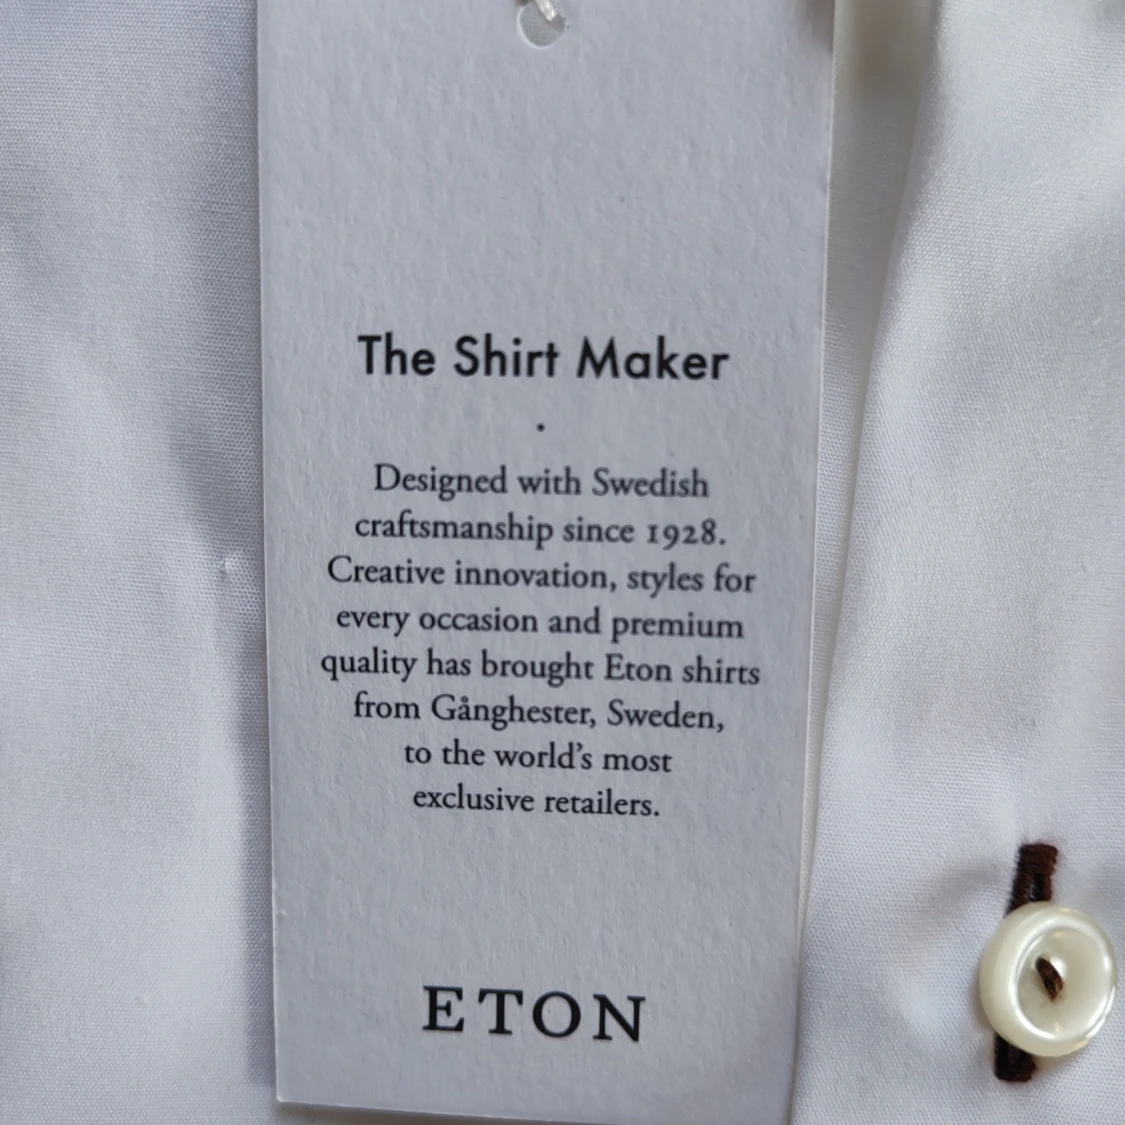 The Shirt Maker
·
Designed with Swedish
craftsmanship since 1928.
Creative innovation, styles for
every occasion and premium
quality has brought Eton shirts
from Gånghester, Sweden,
to the world's most
exclusive retailers.
ETON